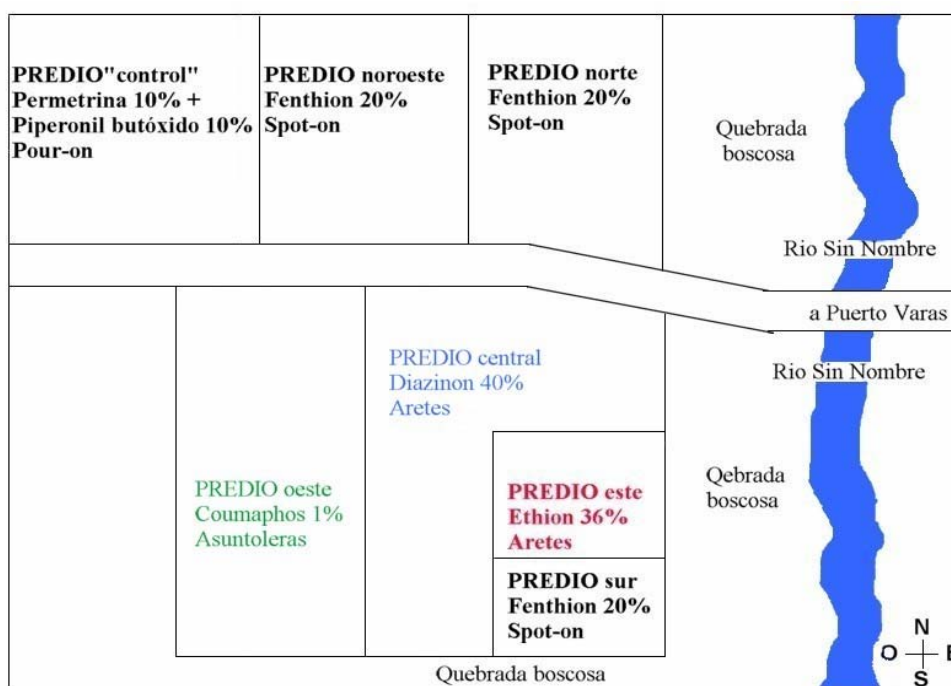 PREDIO"control"
Permetrina 10% +
Piperonil butóxido 10%
Pour-on
PREDIO noroeste
Fenthion 20%
Spot-on
PREDIO norte
Fenthion 20%
Spot-on
Quebrada
boscosa
Rio Sin Nombre
a Puerto Varas
Rio Sin Nombre
PREDIO central
Diazinon 40%
Aretes
PREDIO oeste
Coumaphos 1%
Asuntoleras
PREDIO este
Ethion 36%
Aretes
Qebrada
boscosa
PREDIO sur
Fenthion 20%
Spot-on
Quebrada boscosa
N
O E
S